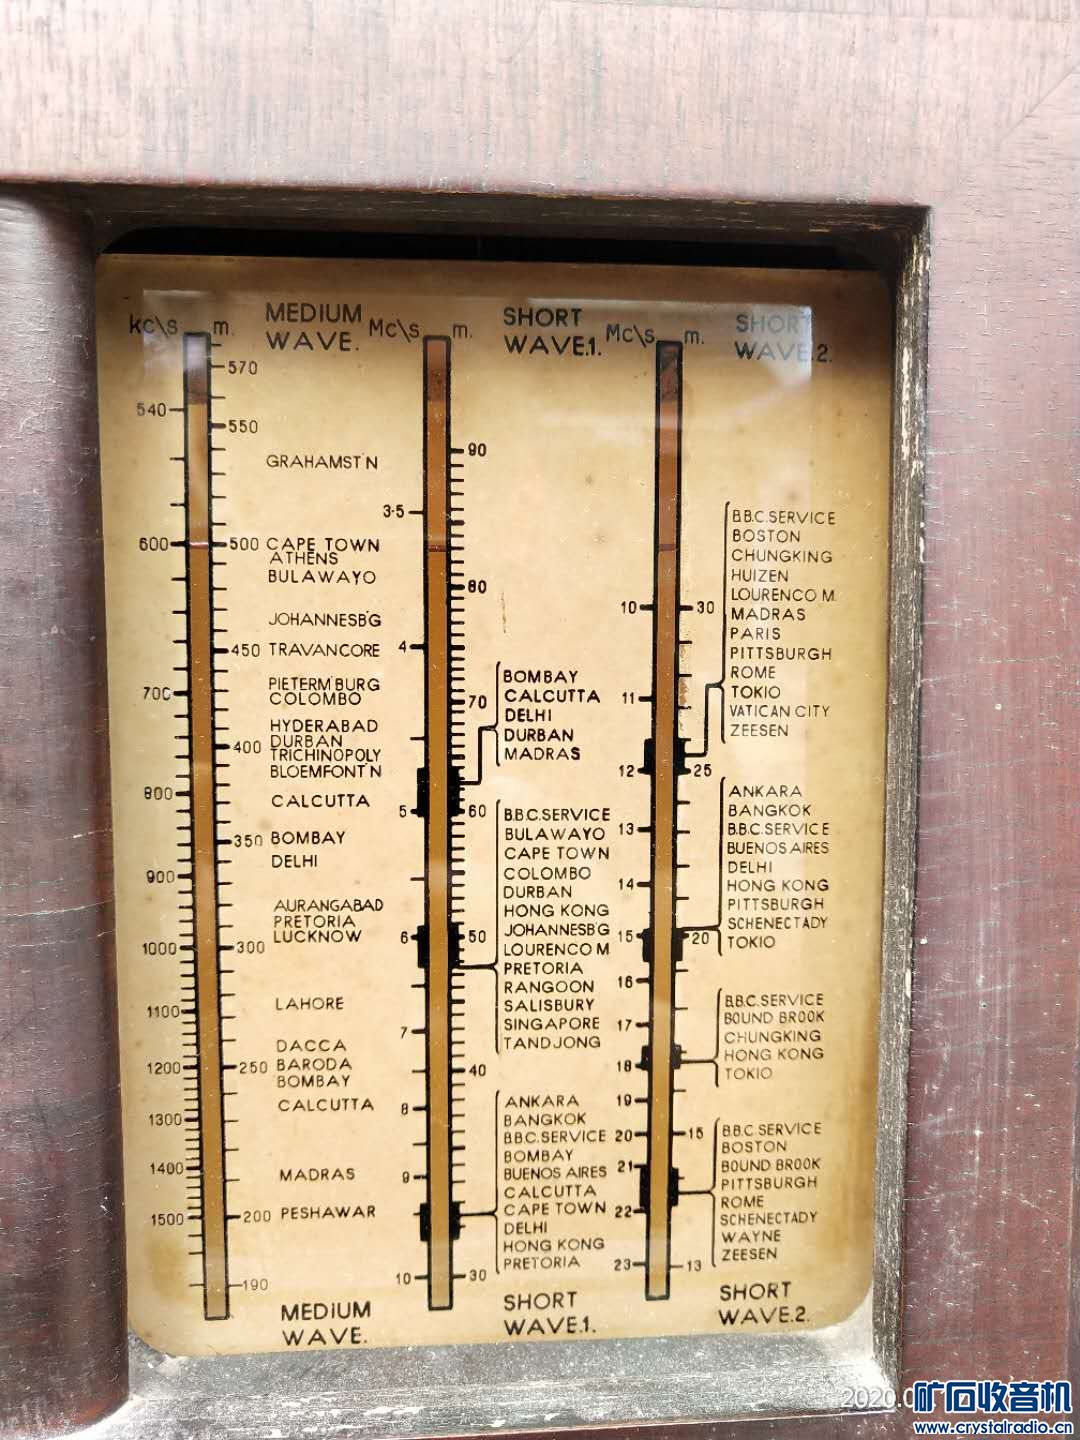 kc\s m. MEDIUM WAVE.
570
540
550
GRAHAMST'N
600 500 CAPE TOWN
ATHENS
BULAWAYO
JOHANNESB'G
450 TRAVANCORE
PIETERM'BURG
700 COLOMBO
HYDERABAD
400 DURBAN
TRICHINOPOLY
BLOEMFONT'N
800
CALCUTTA
350 BOMBAY
DELHI
900
AURANGABAD
PRETORIA
LUCKNOW
1000 300
LAHORE
1100
DACCA
1200 250 BARODA
BOMBAY
CALCUTTA
1300
1400
MADRAS
1500 200 PESHAWAR
190
MEDIUM
WAVE.
Mc\s m. SHORT
WAVE.1.
90
3·5
80
4
70
BOMBAY
CALCUTTA
DELHI
DURBAN
MADRAS
5 60
B.B.C.SERVICE
BULAWAYO
CAPE TOWN
COLOMBO
DURBAN
HONG KONG
6 50
JOHANNESB'G
LOURENCO M
PRETORIA
RANGOON
SALISBURY
SINGAPORE
TANDJONG
7
40
8
ANKARA
BANGKOK
B.B.C.SERVICE
BOMBAY
BUENOS AIRES
CALCUTTA
CAPE TOWN
DELHI
HONG KONG
PRETORIA
9
10 30
SHORT
WAVE.1.
Mc\s m. SHORT
WAVE.2.
B.B.C.SERVICE
BOSTON
CHUNGKING
HUIZEN
LOURENCO M.
MADRAS
PARIS
PITTSBURGH
ROME
TOKIO
VATICAN CITY
ZEESEN
10 30
11
12 25
ANKARA
BANGKOK
B.B.C.SERVICE
BUENOS AIRES
DELHI
HONG KONG
PITTSBURGH
SCHENECTADY
TOKIO
13
14
15 20
16
B.B.C.SERVICE
BOUND BROOK
CHUNGKING
HONG KONG
TOKIO
17
18
19
20 15
B.B.C SERVICE
BOSTON
BOUND BROOK
PITTSBURGH
ROME
SCHENECTADY
WAYNE
ZEESEN
21
22
23 13
SHORT
WAVE.2.
矿石收音机
www.crystalradio.cn